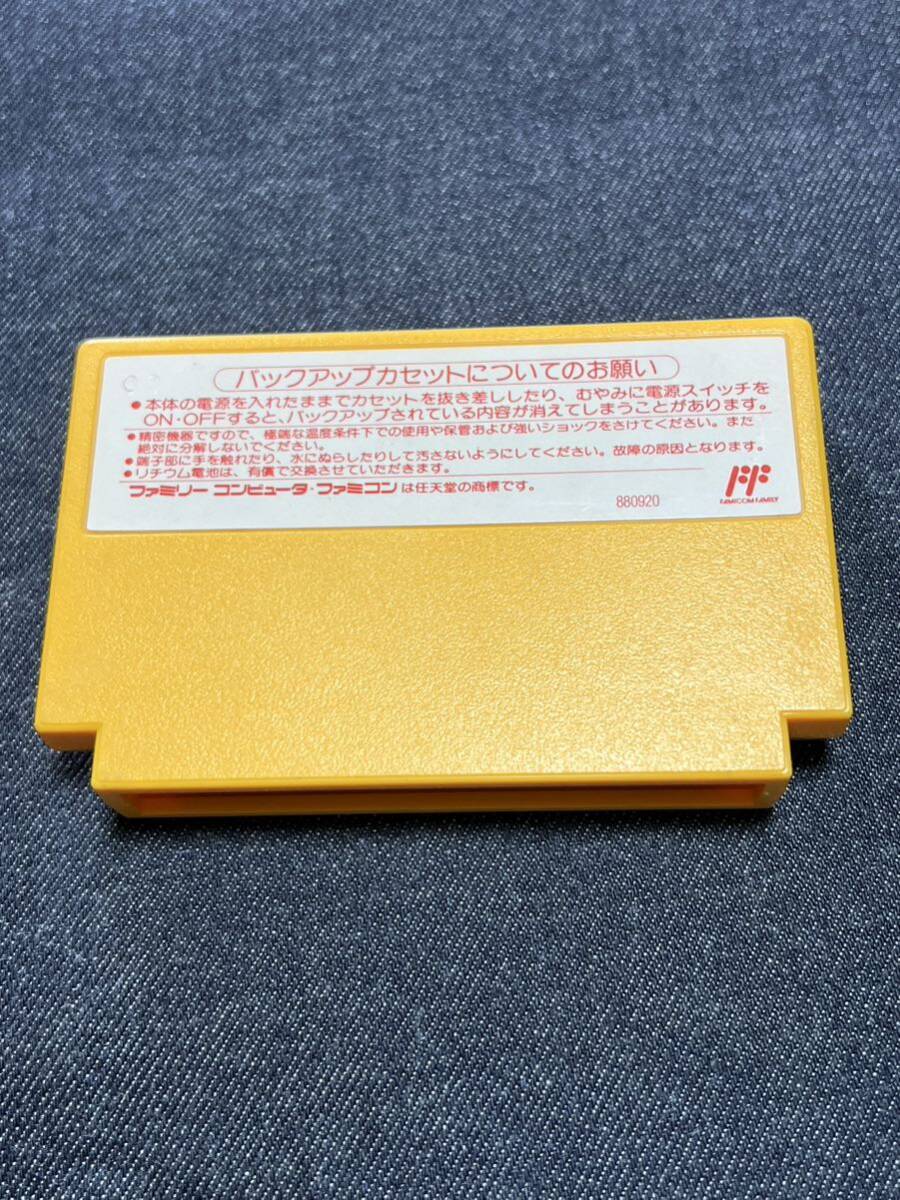 バックアップカセットについてのお願い
●本体の電源を入れたままでカセットを抜き差ししたり、むやみに電源スイッチを
ON・OFFすると、バックアップされている内容が消えてしまうことがあります。
●精密機器ですので、極端な温度条件下での使用や保管および強いショックをさけてください。また
絶対に分解しないでください。
●端子部に手を触れたり、水にぬらしたりして汚さないようにしてください。故障の原因となります。
●リチウム電池は、有償で交換させていただきます。
ファミリーコンピュータ・ファミコンは任天堂の商標です。
880920
FAMICOM FAMILY